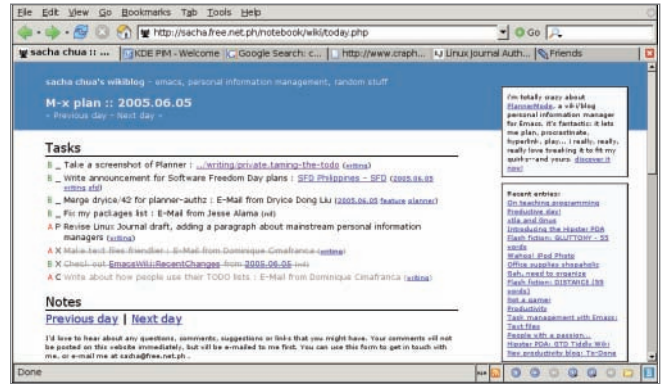 File Edit View Go Bookmarks Tab Tools Help
http://sacha.free.net.ph/notebook/wiki/today.php
Go
sacha chua :: ...
KDE PIM - Welcome
Google Search: c...
http://www.craph...
Linux Journal Auth...
Friends
sacha chua's wikiblog - emacs, personal information management, random stuff
M-x plan :: 2005.06.05
- Previous day - Next day -
Tasks
B _ Take a screenshot of Planner : .../writing/private.taming-the-todo (writing)
B _ Write announcement for Software Freedom Day plans : SFD Philippines - SFD (2005.06.05
writing sfd)
B _ Merge dryice/42 for planner-authz : E-Mail from Dryice Dong Liu (2005.06.05 feature planner)
B _ Fix my packages list : E-Mail from Jesse Alama (nil)
A P Revise Linux Journal draft, adding a paragraph about mainstream personal information
managers (writing)
A X Make text files friendlier : E-Mail from Dominique Cimafranca (writing)
B X Check out EmacsWiki:RecentChanges from 2005.06.05 (nil)
A C Write about how people use their TODO lists : E-Mail from Dominique Cimafranca (writing)
Notes
Previous day | Next day
I'd love to hear about any questions, comments, suggestions or links that you might have. Your comments will not
be posted on this website immediately, but will be e-mailed to me first. You can use this form to get in touch with
me, or e-mail me at sacha@free.net.ph .
I'm totally crazy about
PlannerMode, a wiki/blog
personal information manager
for Emacs. It's fantastic: it lets
me plan, procrastinate,
hyperlink, play... I really, really,
really love tweaking it to fit my
quirks--and yours. discover it
now!
Recent entries:
On teaching programming
Productive day!
xtla and linux
Introducing the Hipster PDA
Flash fiction: GLUTTONY - 55
words
Wahoo! iPod Photo
Office supplies shopaholic
Gah, need to organize
Flash fiction: DISTANCE (55
words)
Not a gamer
Productivity
Task management with Emacs:
Text files
People with a passion...
Hipster PDA: GTD Tiddly Wiki
New productivity blog: To-Done
Done